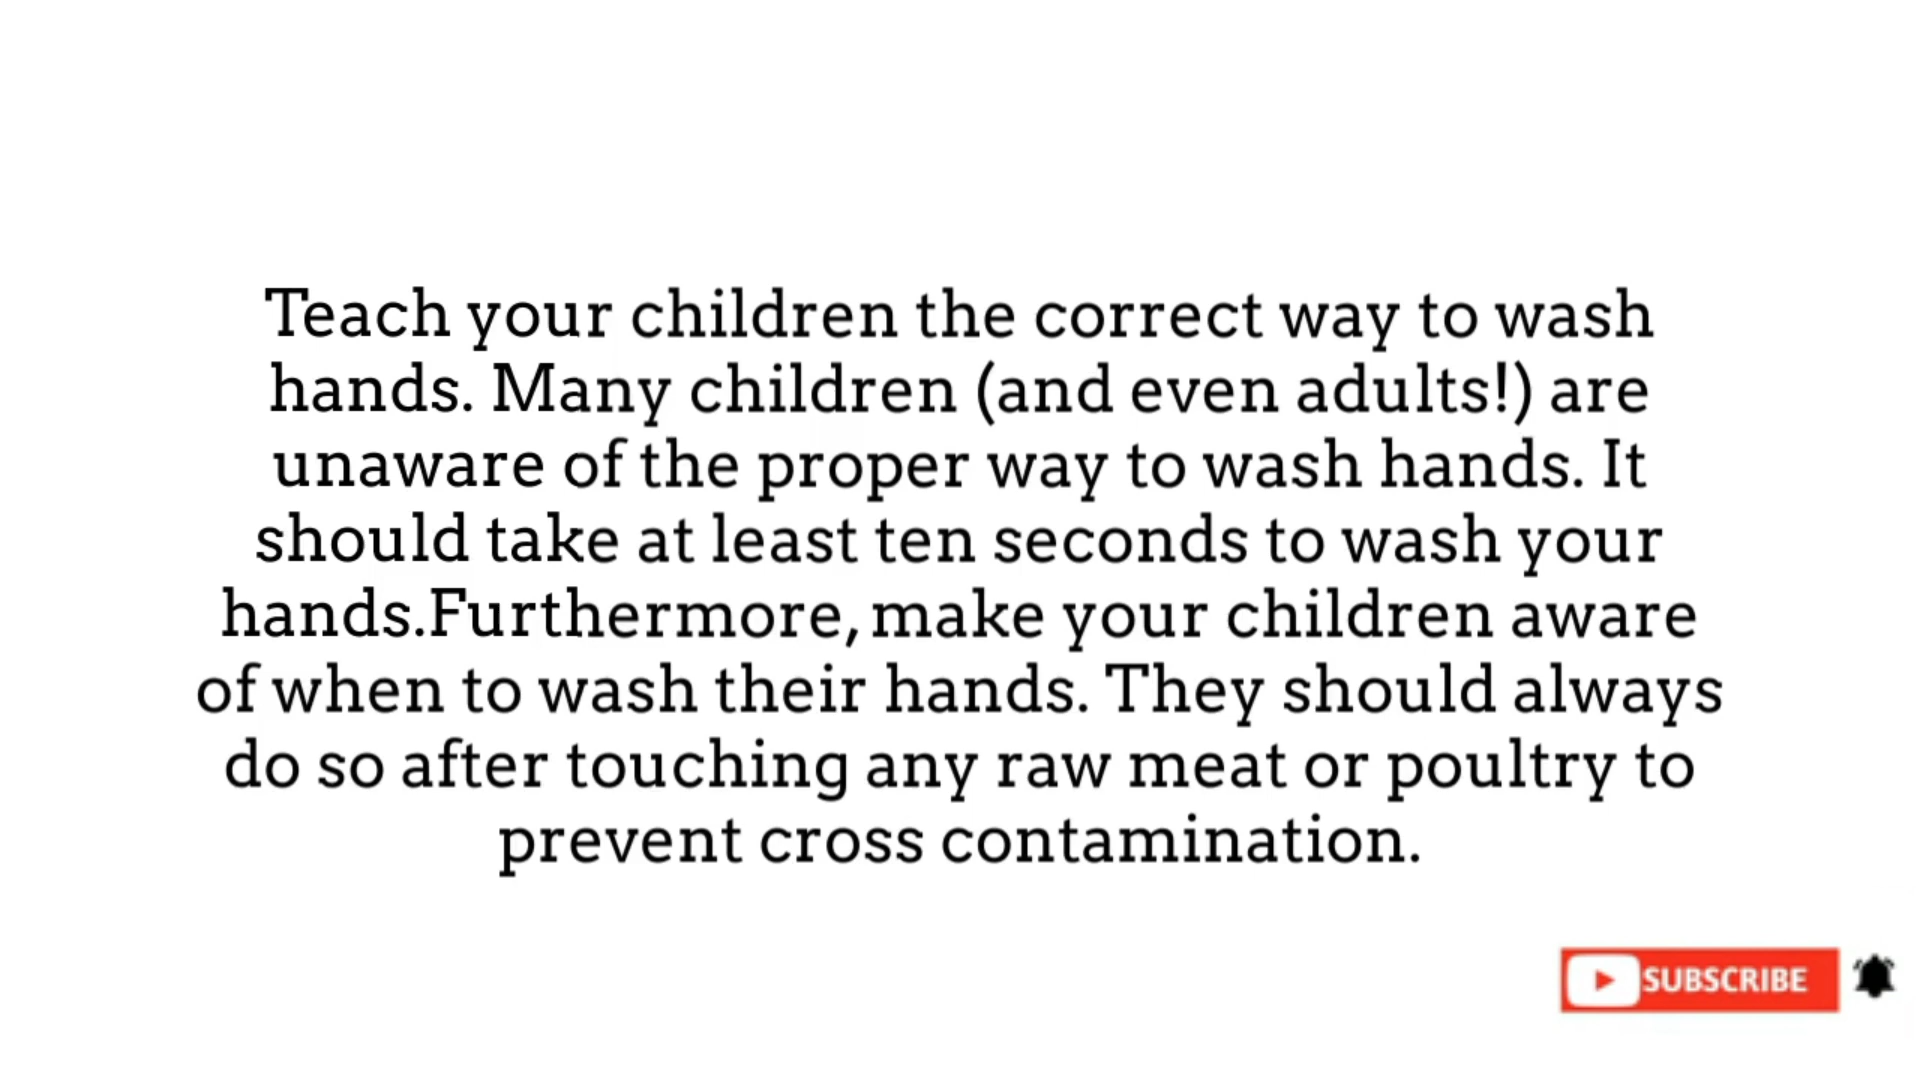 Teach your children the correct way to wash
hands. Many children (and even adults!) are
unaware of the proper way to wash hands. It
should take at least ten seconds to wash your
hands.Furthermore, make your children aware
of when to wash their hands. They should always
do so after touching any raw meat or poultry to
prevent cross contamination.
SUBSCRIBE